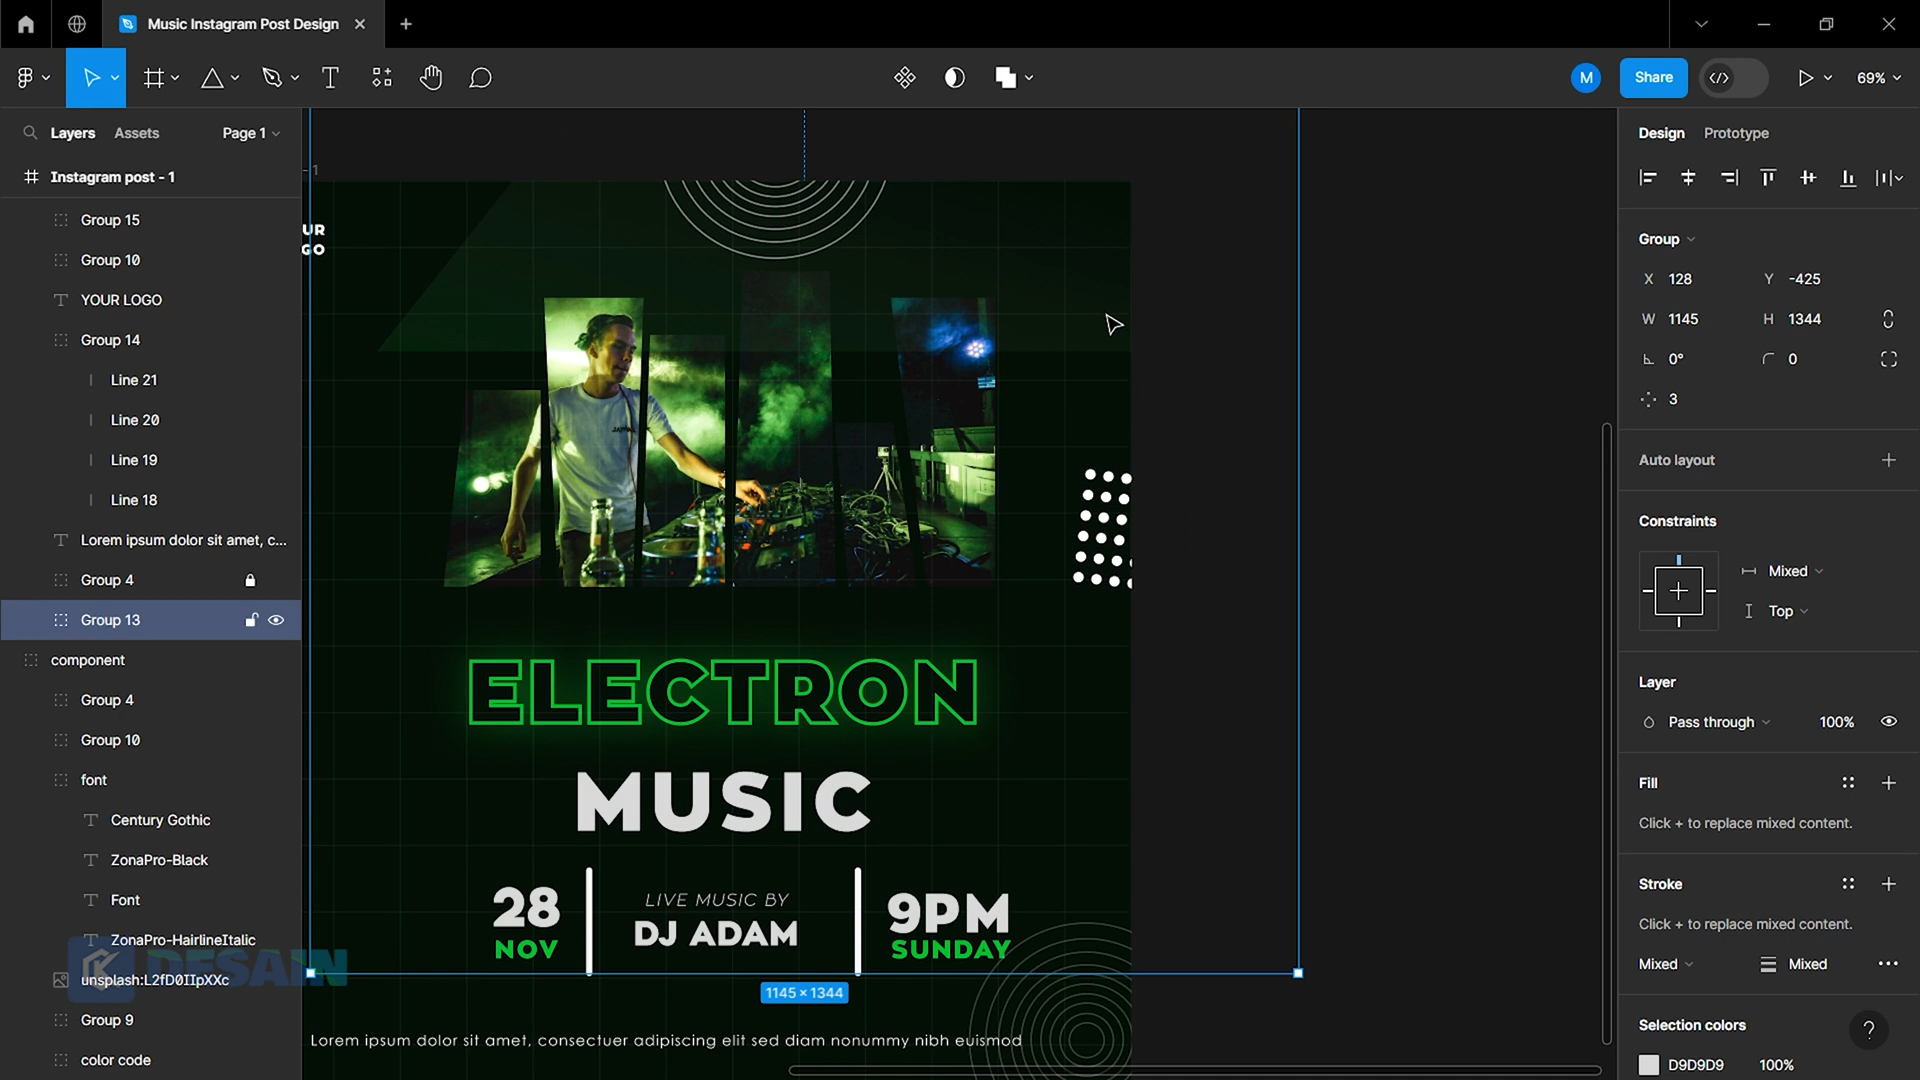 Music Instagram Post Design
M
Share
69%
Layers
Assets
Page 1
Instagram post - 1
Group 15
Group 10
YOUR LOGO
Group 14
Line 21
Line 20
Line 19
Line 18
Lorem ipsum dolor sit amet, c...
Group 4
Group 13
component
Group 4
Group 10
font
Century Gothic
ZonaPro-Black
Font
ZonaPro-HairlineItalic
unsplash:L2fD0IIpXXc
Group 9
color code
DESAIN
- 1
UR
GO
ELECTRON
MUSIC
28
NOV
LIVE MUSIC BY
DJ ADAM
9PM
SUNDAY
1145 × 1344
Lorem ipsum dolor sit amet, consectuer adipiscing elit sed diam nonummy nibh euismod
Design
Prototype
Group
X 128
Y -425
W 1145
H 1344
0°
0
3
Auto layout
Constraints
Mixed
Top
Layer
Pass through
100%
Fill
Click + to replace mixed content.
Stroke
Click + to replace mixed content.
Mixed
Mixed
Selection colors
?
D9D9D9
100%